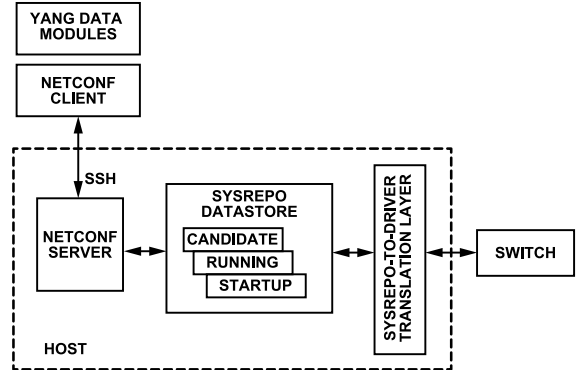 YANG DATA
MODULES
NETCONF
CLIENT
SSH
NETCONF
SERVER
SYSREPO
DATASTORE
CANDIDATE
RUNNING
STARTUP
SYSREPO-TO-DRIVER
TRANSLATION LAYER
SWITCH
HOST